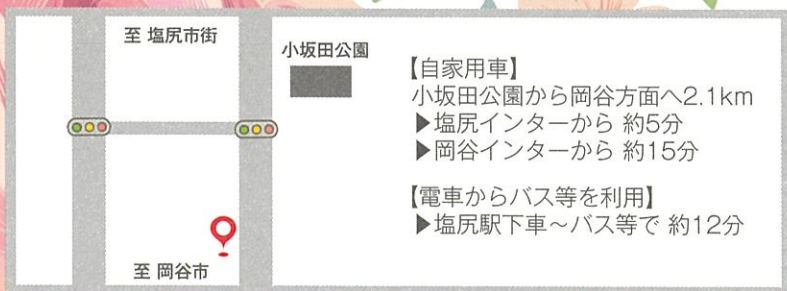 至 塩尻市街
小坂田公園
至 岡谷市
【自家用車】
小坂田公園から岡谷方面へ2.1km
▶塩尻インターから 約5分
▶岡谷インターから 約15分
【電車からバス等を利用】
▶塩尻駅下車～バス等で 約12分